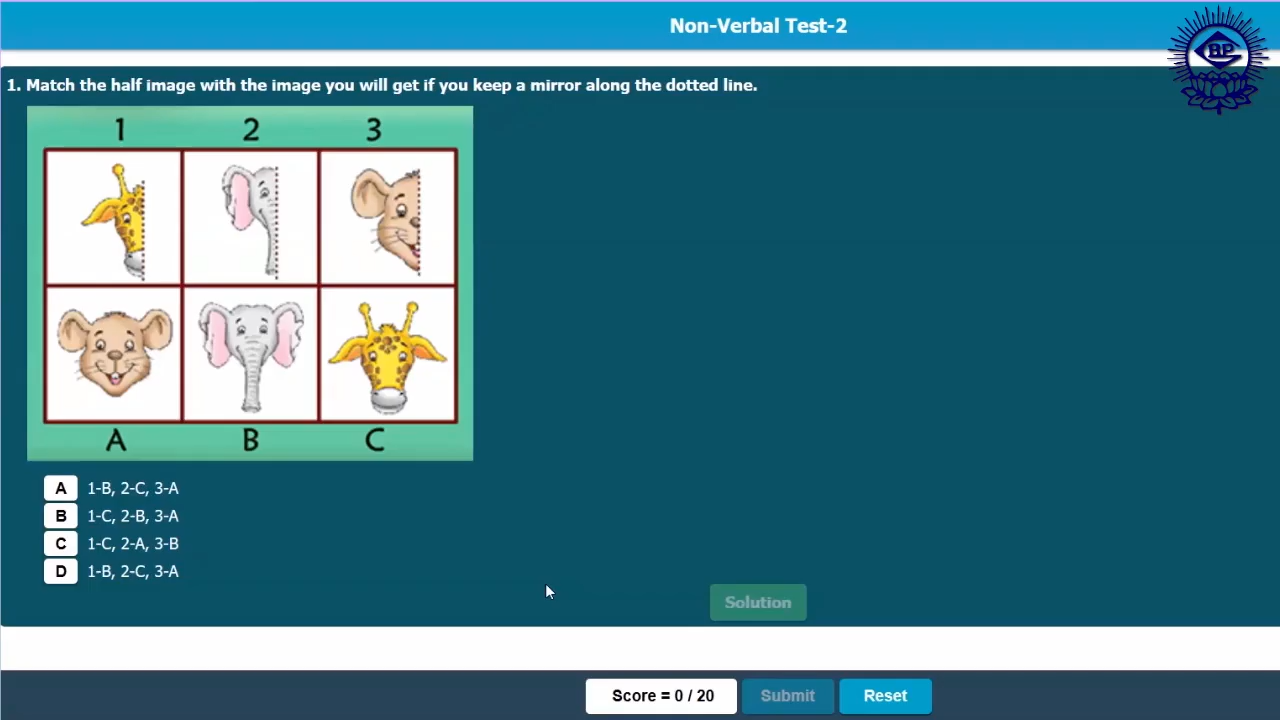 Non-Verbal Test-2
BP
1. Match the half image with the image you will get if you keep a mirror along the dotted line.
1 2 3
A B C
A 1-B, 2-C, 3-A
B 1-C, 2-B, 3-A
C 1-C, 2-A, 3-B
D 1-B, 2-C, 3-A
Solution
Score = 0 / 20 Submit Reset